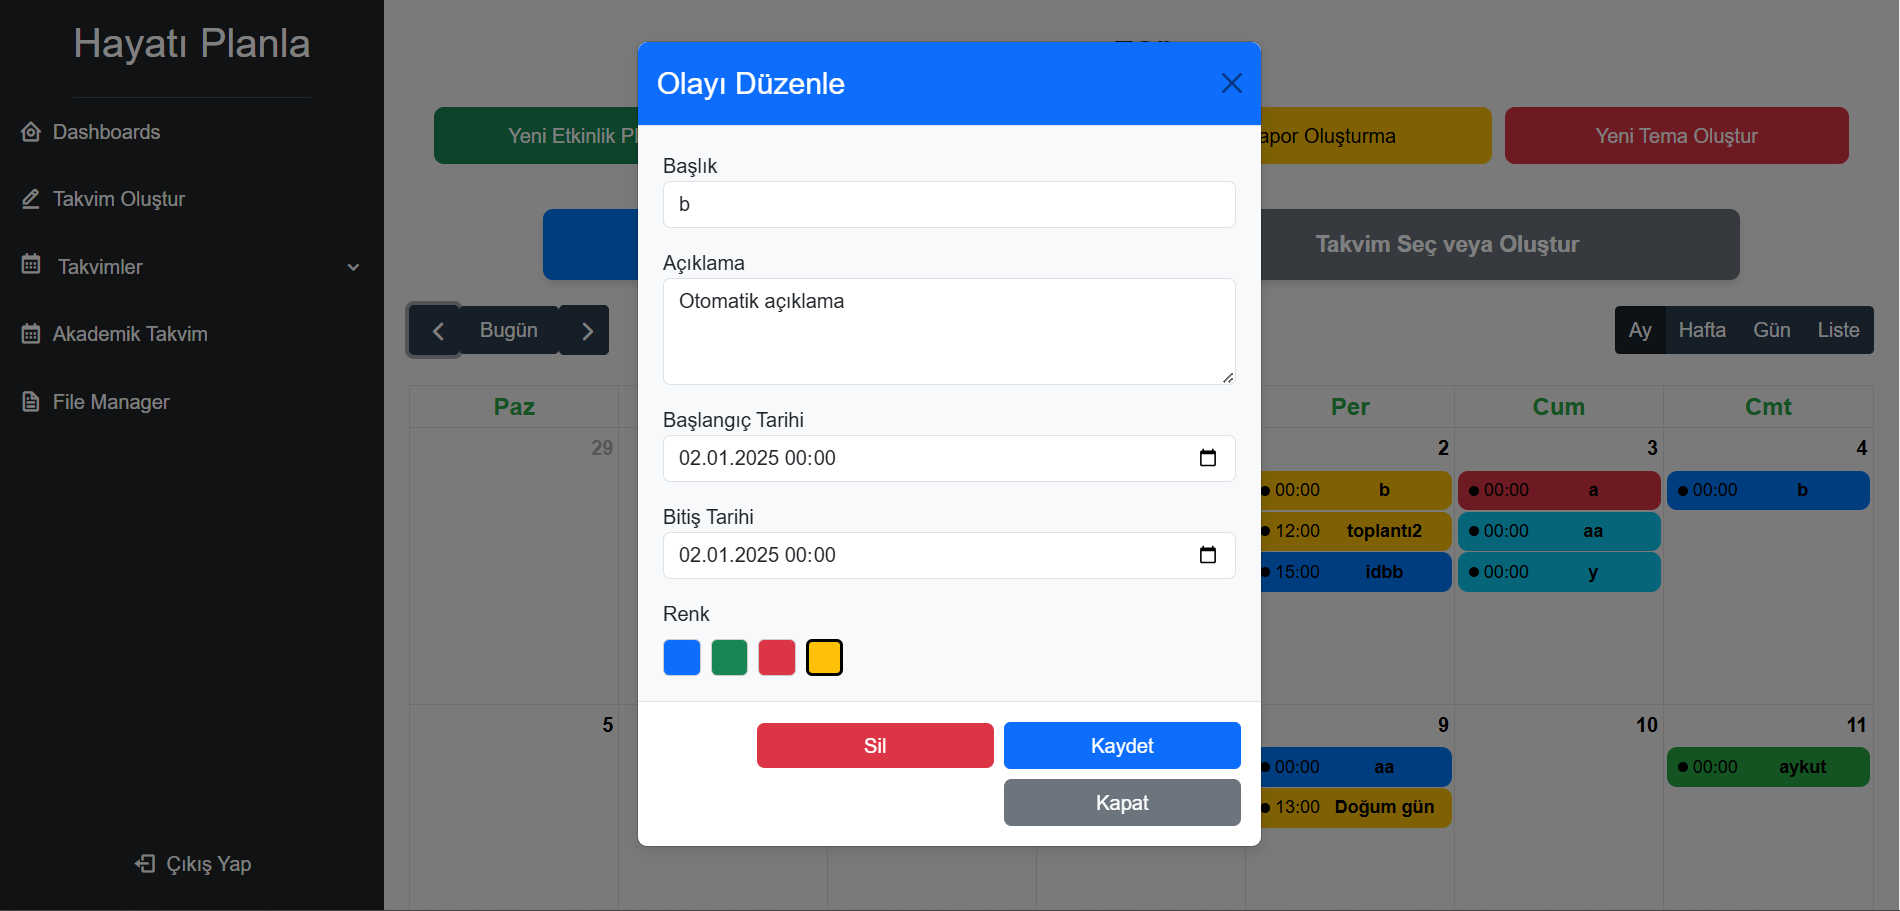 Hayatı Planla
Dashboards
Takvim Oluştur
Takvimler
Akademik Takvim
File Manager
Çıkış Yap
Yeni Etkinlik
Oluşturma
Yeni Tema Oluştur
Takvim Seç veya Oluştur
Bugün
Ay Hafta Gün Liste
Paz Per Cum Cmt
29 2 3 4
00:00 b 00:00 a 00:00 b
12:00 toplantı2 00:00 aa
15:00 idbb 00:00 y
5 9 10 11
00:00 aa 00:00 aykut
13:00 Doğum gün
Olayı Düzenle
Başlık
b
Açıklama
Otomatik açıklama
Başlangıç Tarihi
02.01.2025 00:00
Bitiş Tarihi
02.01.2025 00:00
Renk
Sil Kaydet
Kapat